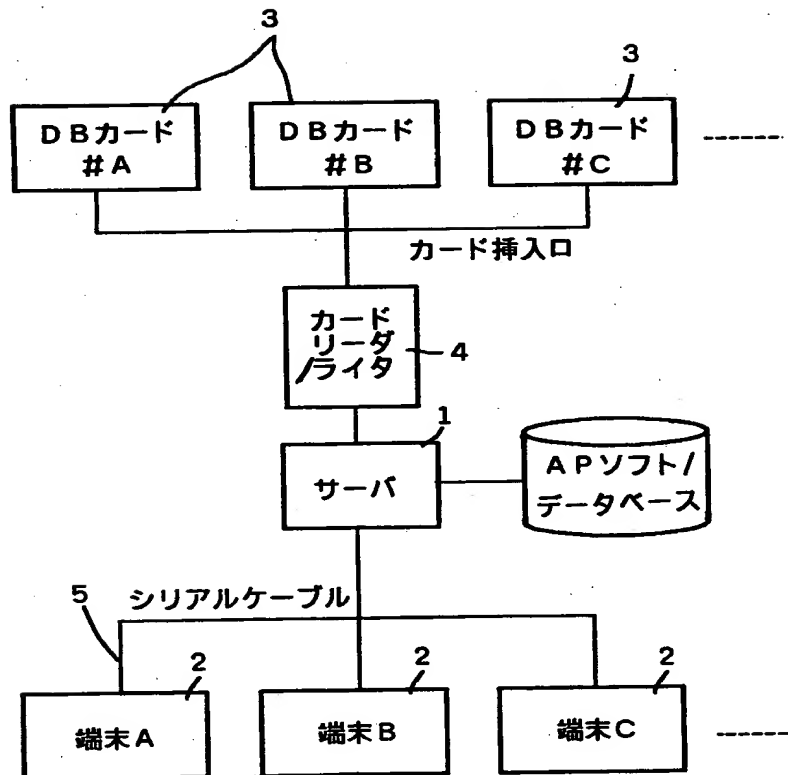 3
3
DBカード
#A
DBカード
#B
DBカード
#C
カード挿入口
カード
リーダ
/ライタ
4
1
サーバ
APソフト/
データベース
5
シリアルケーブル
2
2
2
端末A
端末B
端末C